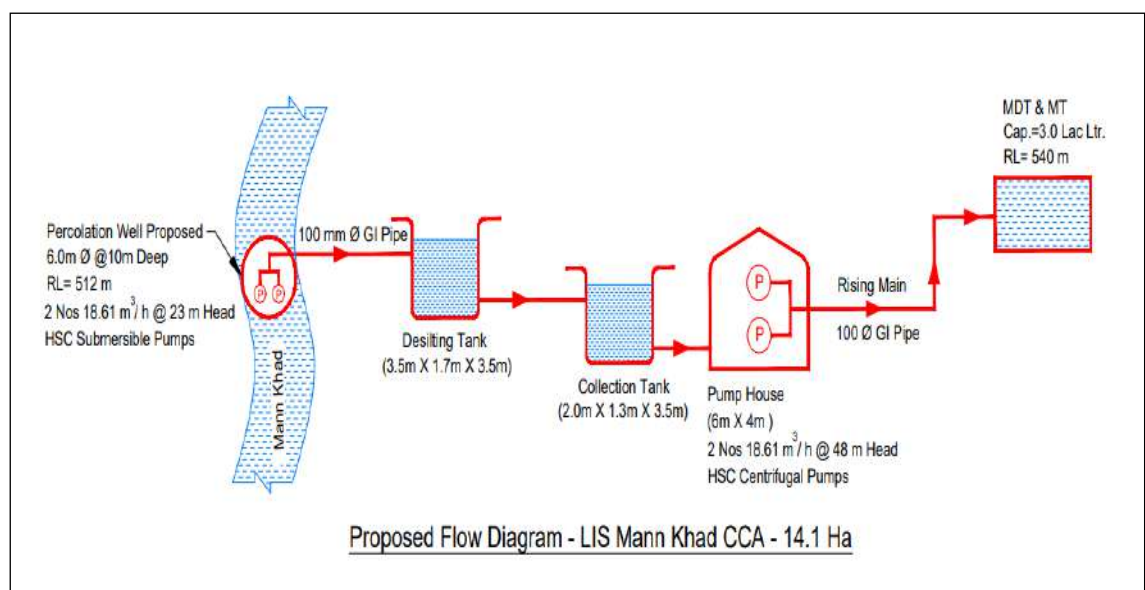 Percolation Well Proposed
6.0m Ø @10m Deep
RL= 512 m
2 Nos 18.61 m³/ h @ 23 m Head
HSC Submersible Pumps
P P
Mann Khad
100 mm Ø GI Pipe
Desilting Tank
(3.5m X 1.7m X 3.5m)
Collection Tank
(2.0m X 1.3m X 3.5m)
P
P
Pump House
(6m X 4m )
2 Nos 18.61 m³/ h @ 48 m Head
HSC Centrifugal Pumps
Rising Main
100 Ø GI Pipe
MDT & MT
Cap.=3.0 Lac Ltr.
RL= 540 m
Proposed Flow Diagram - LIS Mann Khad CCA - 14.1 Ha